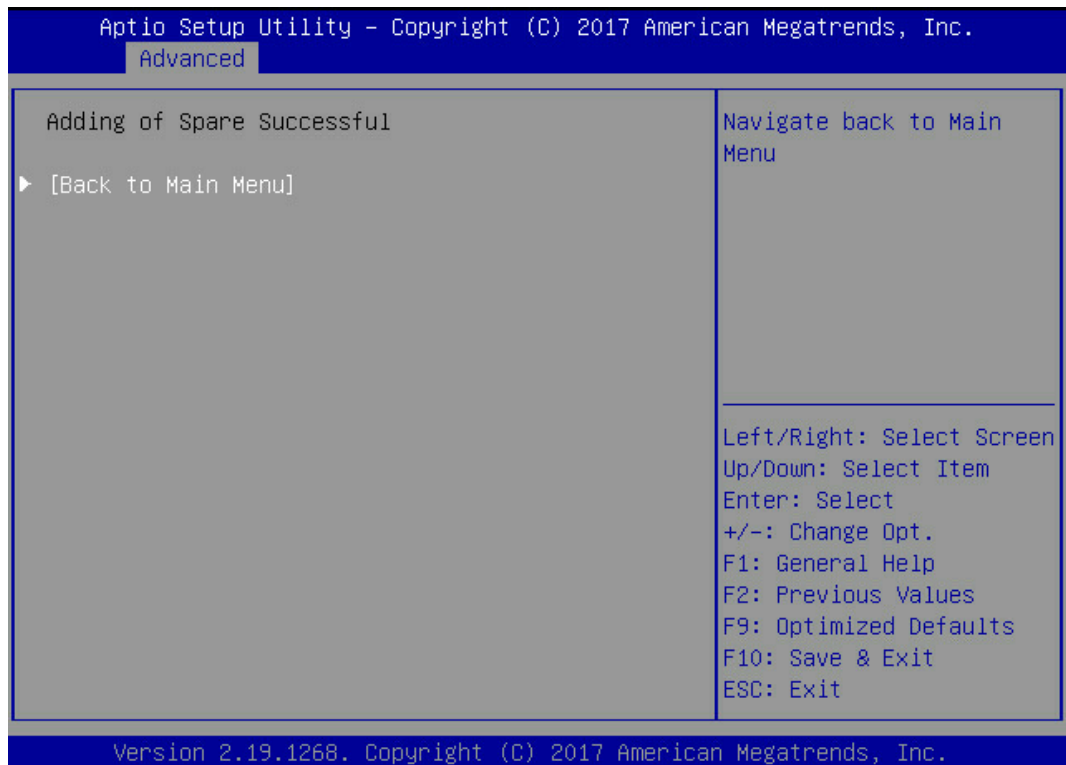 Aptio Setup Utility – Copyright (C) 2017 American Megatrends, Inc.
Advanced
Adding of Spare Successful
[Back to Main Menu]
Navigate back to Main
Menu
Left/Right: Select Screen
Up/Down: Select Item
Enter: Select
+/-: Change Opt.
F1: General Help
F2: Previous Values
F9: Optimized Defaults
F10: Save & Exit
ESC: Exit
Version 2.19.1268. Copyright (C) 2017 American Megatrends, Inc.